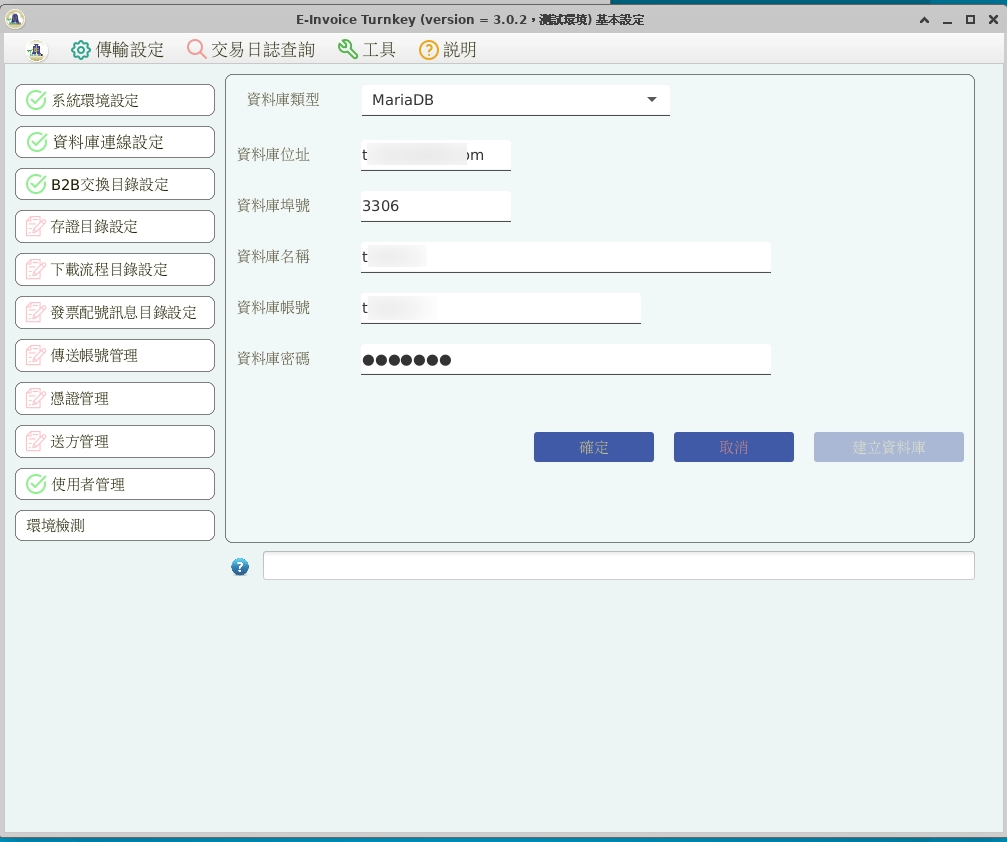 E-Invoice Turnkey (version = 3.0.2，測試環境) 基本設定
傳輸設定 交易日誌查詢 工具 說明
系統環境設定
資料庫連線設定
B2B交換目錄設定
存證目錄設定
下載流程目錄設定
發票配號訊息目錄設定
傳送帳號管理
憑證管理
送方管理
使用者管理
環境檢測
資料庫類型 MariaDB
資料庫位址 t om
資料庫埠號 3306
資料庫名稱 t
資料庫帳號 t
資料庫密碼 ●●●●●●●
確定 取消 建立資料庫
?